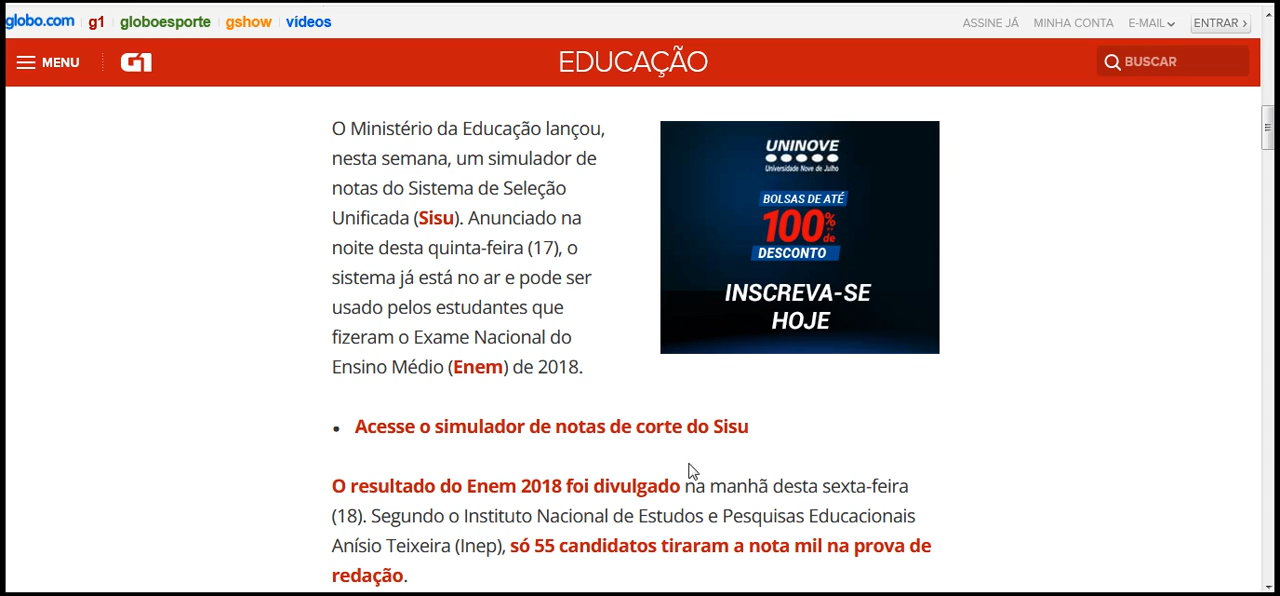 globo.com g1 globoesporte gshow vídeos ASSINE JÁ MINHA CONTA E-MAIL ENTRAR ›
MENU G1 EDUCAÇÃO BUSCAR
O Ministério da Educação lançou,
nesta semana, um simulador de
notas do Sistema de Seleção
Unificada (Sisu). Anunciado na
noite desta quinta-feira (17), o
sistema já está no ar e pode ser
usado pelos estudantes que
fizeram o Exame Nacional do
Ensino Médio (Enem) de 2018.
UNINOVE
Universidade Nove de Julho
BOLSAS DE ATÉ
100% de
DESCONTO
INSCREVA-SE
HOJE
• Acesse o simulador de notas de corte do Sisu
O resultado do Enem 2018 foi divulgado na manhã desta sexta-feira
(18). Segundo o Instituto Nacional de Estudos e Pesquisas Educacionais
Anísio Teixeira (Inep), só 55 candidatos tiraram a nota mil na prova de
redação.